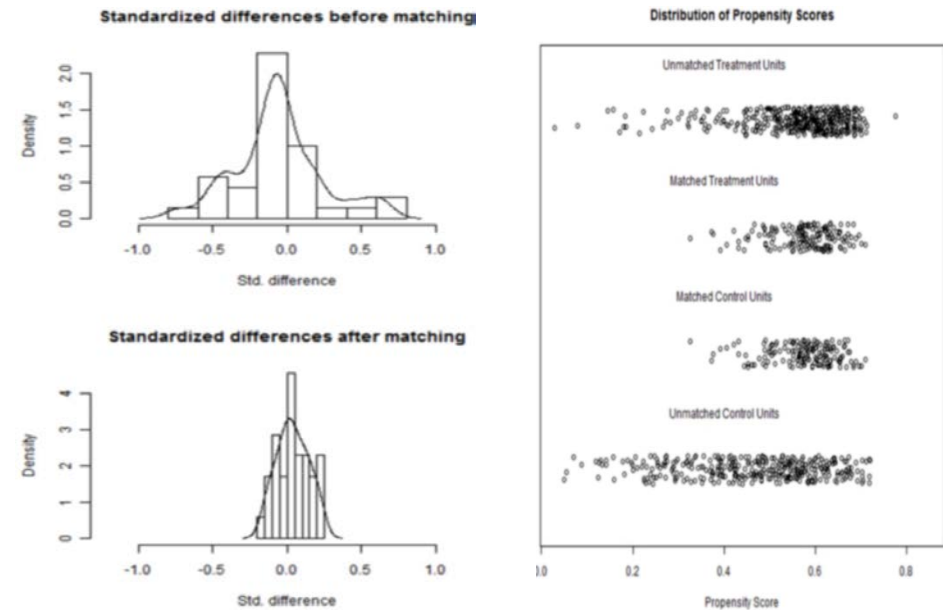 Standardized differences before matching
Density
0.0 0.5 1.0 1.5 2.0
-1.0 -0.5 0.0 0.5 1.0
Std. difference
Standardized differences after matching
Density
0 1 2 3 4
-1.0 -0.5 0.0 0.5 1.0
Std. difference
Distribution of Propensity Scores
Unmatched Treatment Units
Matched Treatment Units
Matched Control Units
Unmatched Control Units
0.0 0.2 0.4 0.6 0.8
Propensity Score